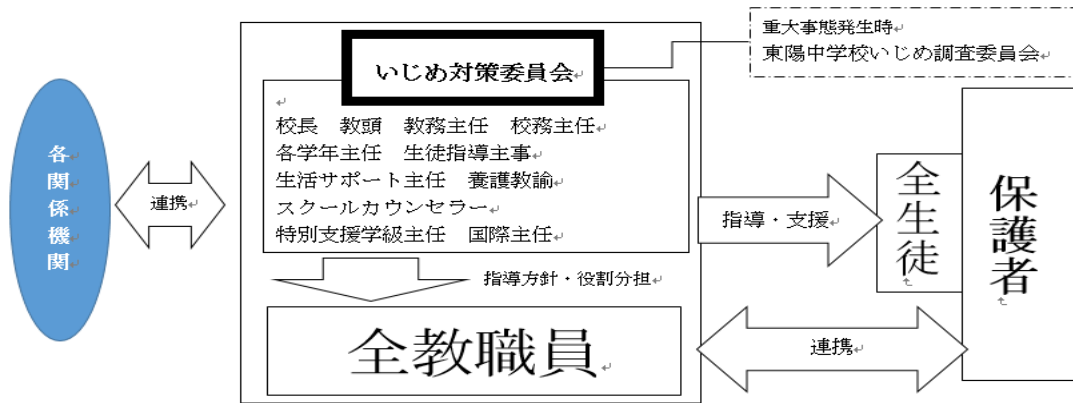 重大事態発生時
東陽中学校いじめ調査委員会
いじめ対策委員会
校長　教頭　教務主任　校務主任
各学年主任　生徒指導主事
生活サポート主任　養護教諭
スクールカウンセラー
特別支援学級主任　国際主任
各関係機関
連携
指導・支援
全生徒
保護者
指導方針・役割分担
全教職員
連携